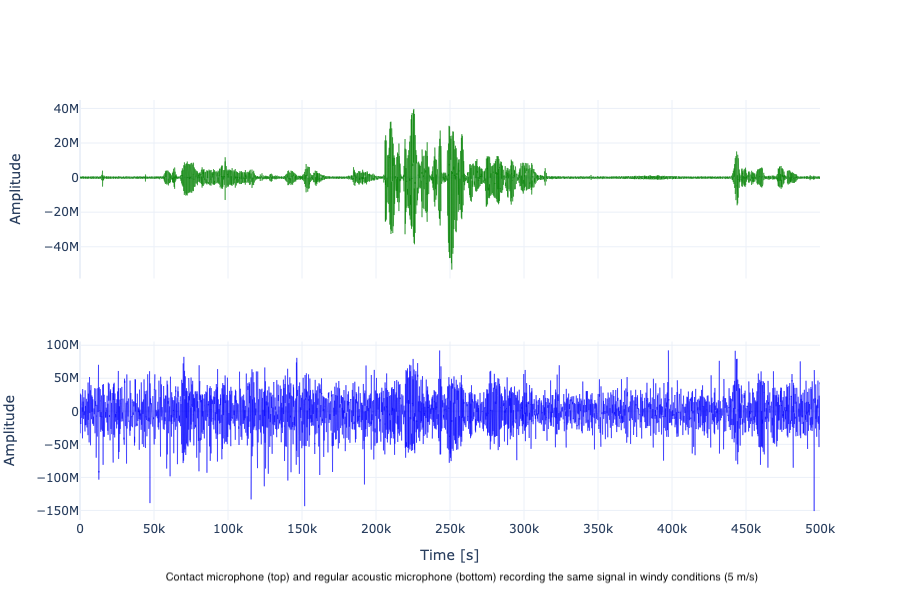 40M
20M
0
−20M
−40M
Amplitude
100M
50M
0
−50M
−100M
−150M
Amplitude
0 50k 100k 150k 200k 250k 300k 350k 400k 450k 500k
Time [s]
Contact microphone (top) and regular acoustic microphone (bottom) recording the same signal in windy conditions (5 m/s)